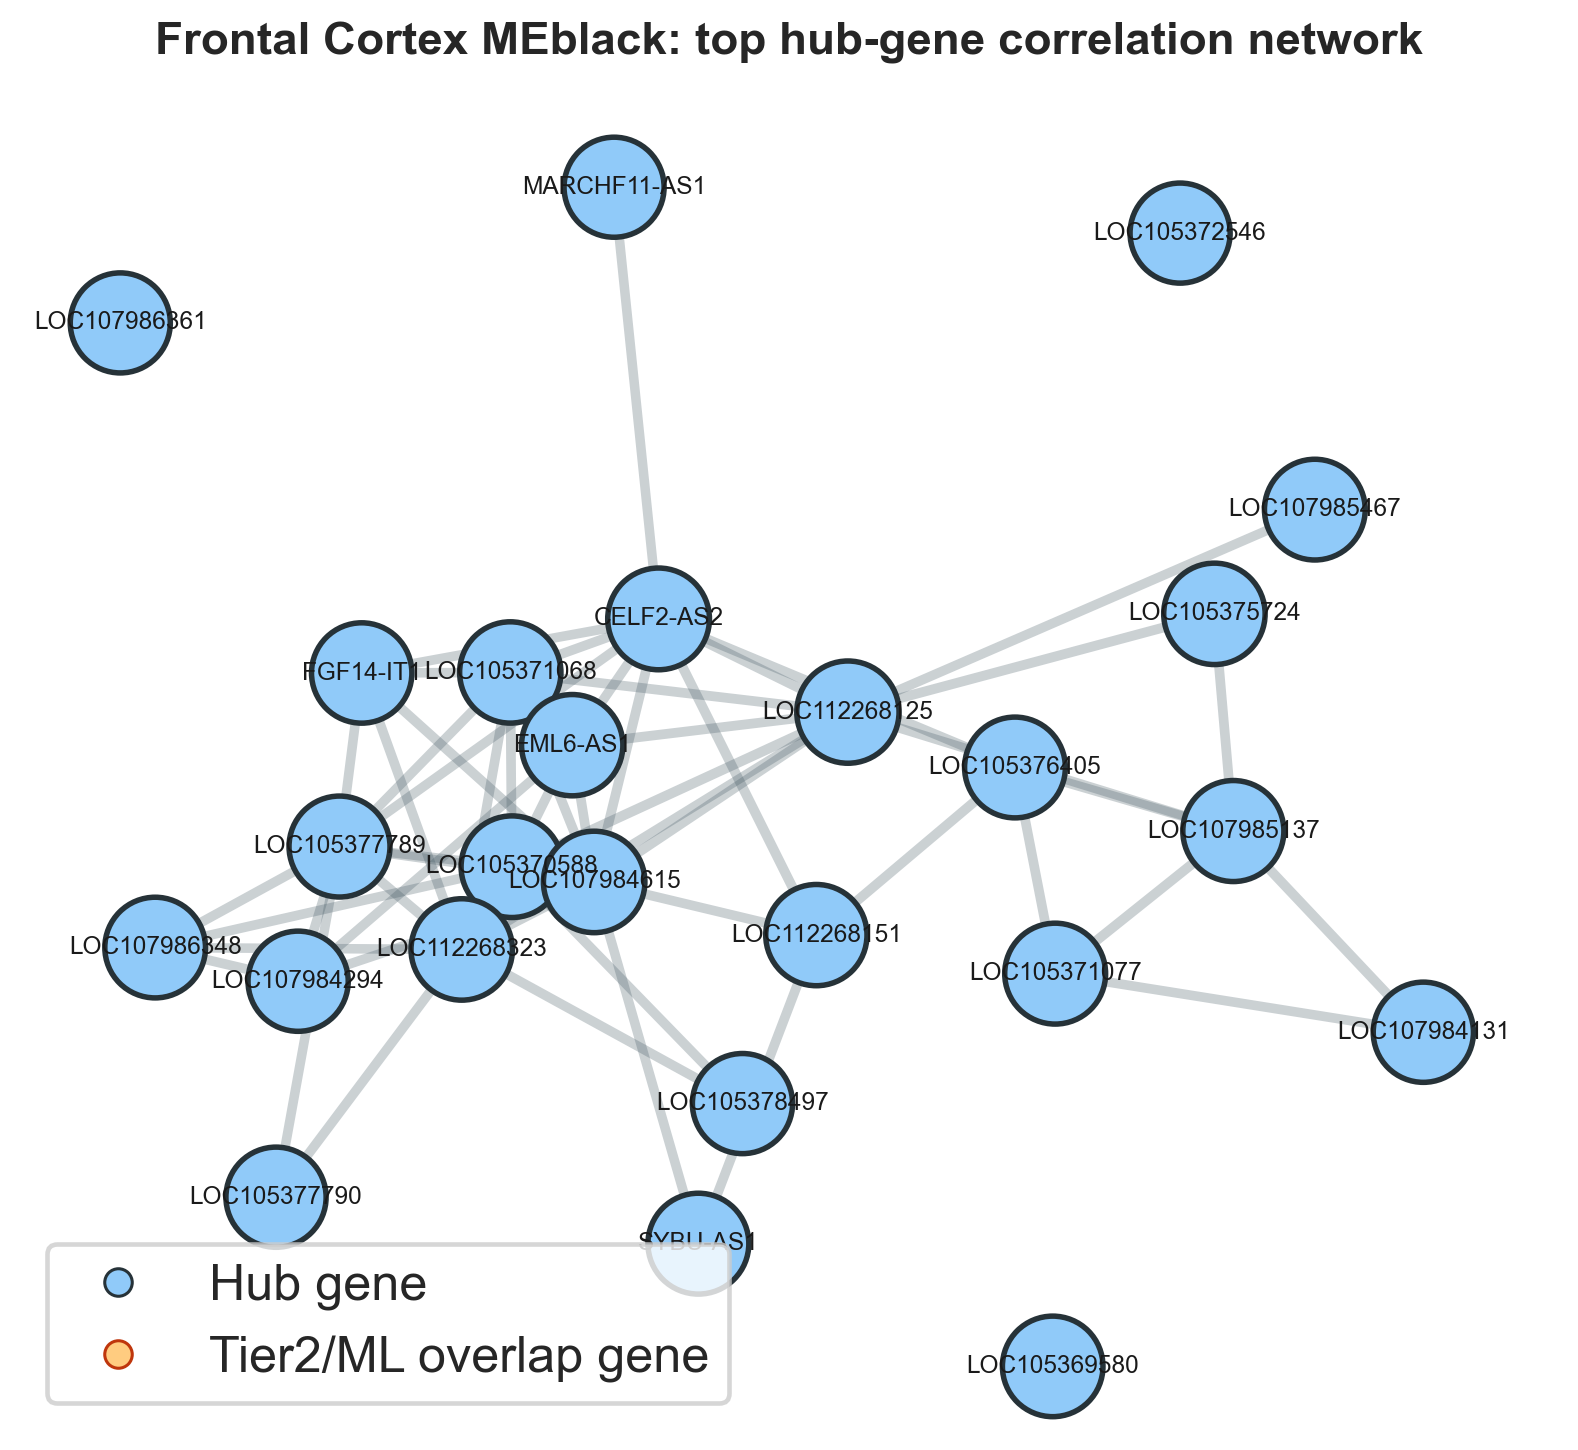 Frontal Cortex MEblack: top hub-gene correlation network
MARCHF11-AS1
LOC105372546
LOC107986361
LOC107985467
LOC105375724
CELF2-AS2
FGF14-IT1
LOC105371068
LOC112268125
EML6-AS1
LOC105376405
LOC107985137
LOC105377789
LOC105370588
LOC107984615
LOC112268151
LOC107986348
LOC112268323
LOC107984294
LOC105371077
LOC107984131
LOC105378497
LOC105377790
SYBU-AS1
Hub gene
Tier2/ML overlap gene
LOC105369580